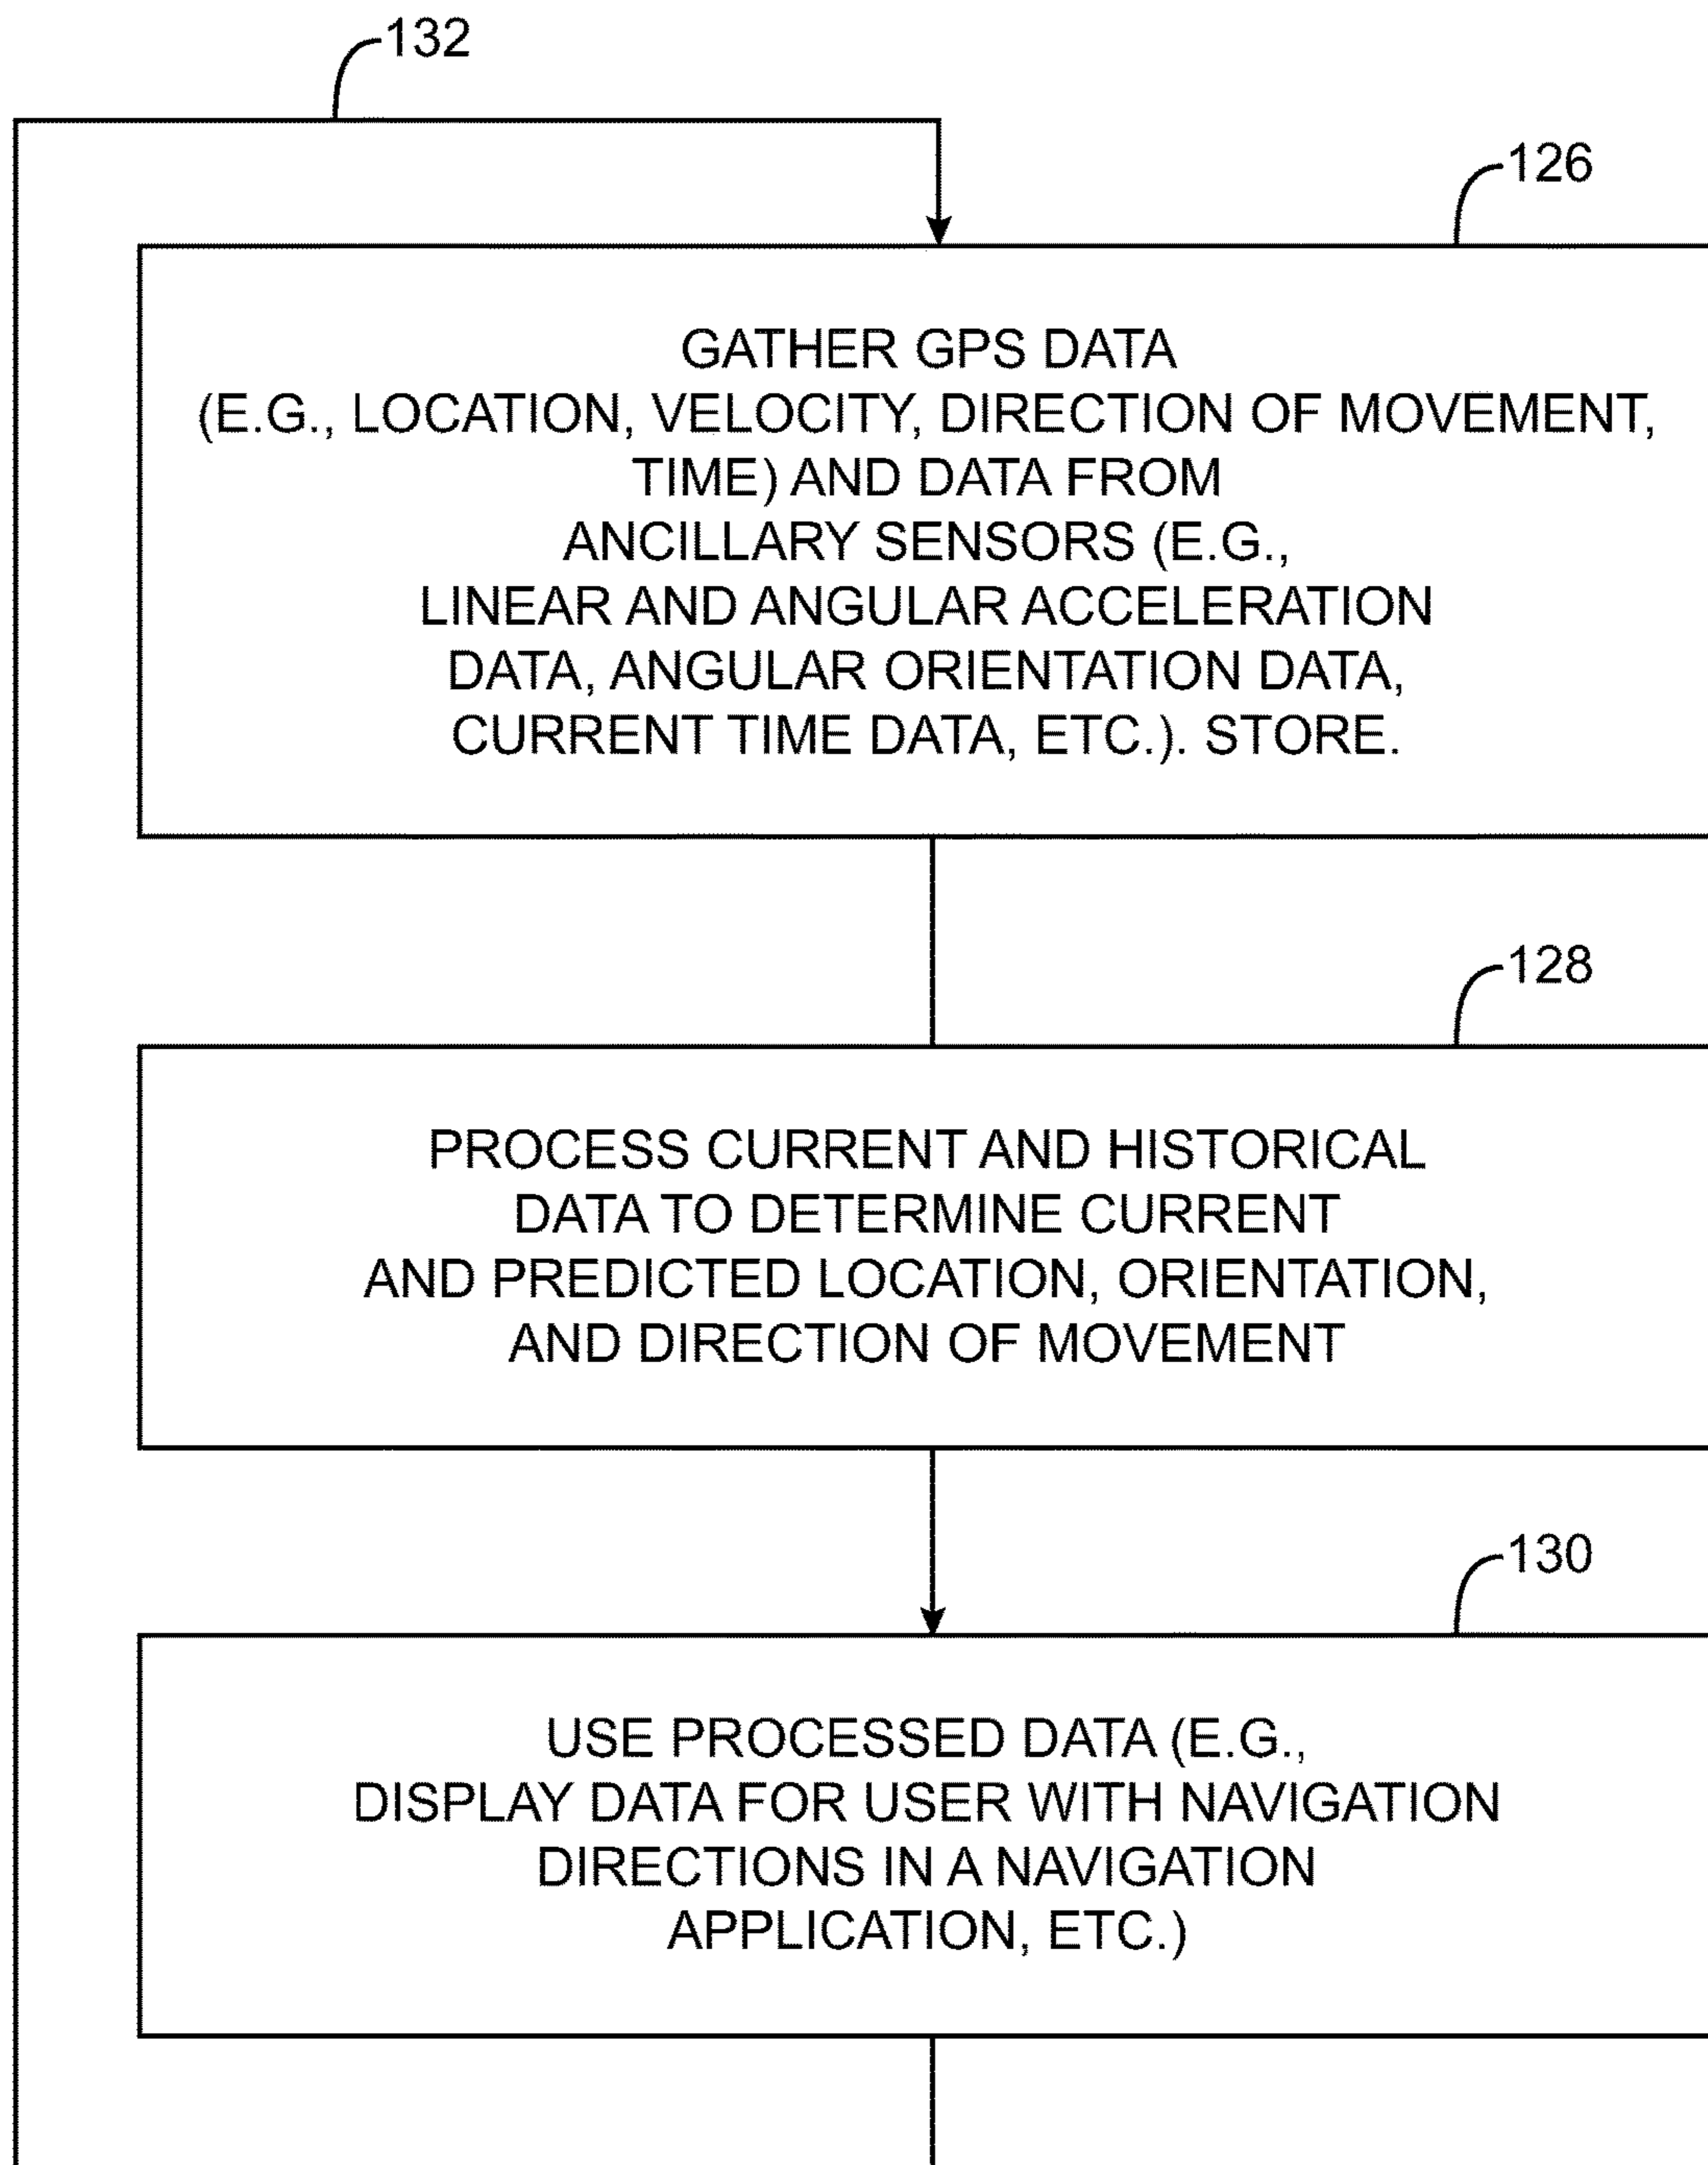 132
126
GATHER GPS DATA
(E.G., LOCATION, VELOCITY, DIRECTION OF MOVEMENT,
TIME) AND DATA FROM
ANCILLARY SENSORS (E.G.,
LINEAR AND ANGULAR ACCELERATION
DATA, ANGULAR ORIENTATION DATA,
CURRENT TIME DATA, ETC.). STORE.
128
PROCESS CURRENT AND HISTORICAL
DATA TO DETERMINE CURRENT
AND PREDICTED LOCATION, ORIENTATION,
AND DIRECTION OF MOVEMENT
130
USE PROCESSED DATA (E.G.,
DISPLAY DATA FOR USER WITH NAVIGATION
DIRECTIONS IN A NAVIGATION
APPLICATION, ETC.)